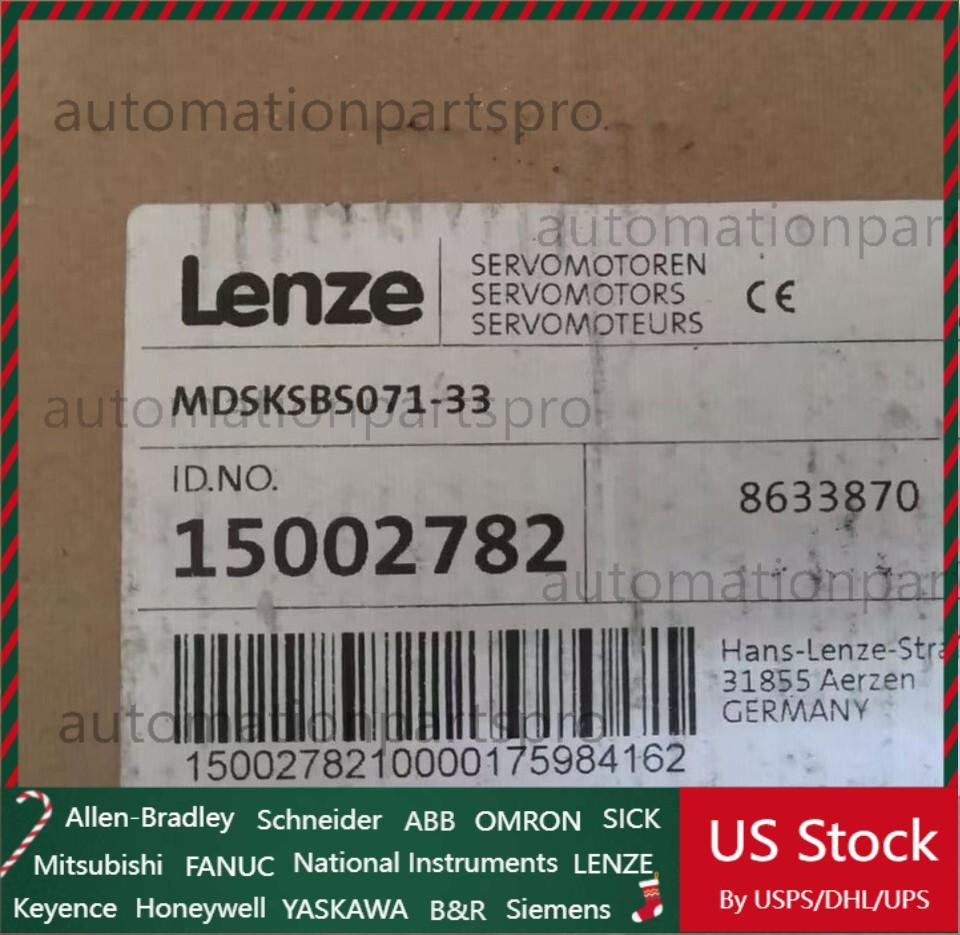 automationpartspro
automationpar
Lenze
SERVOMOTOREN
SERVOMOTORS
SERVOMOTEURS
CE
MDSKSBS071-33
automationpartspro
ID.NO.
15002782
8633870
automationpart
Hans-Lenze-Stra
31855 Aerzen
GERMANY
automationpartspro
1500278210000175984162
Allen-Bradley Schneider ABB OMRON SICK
Mitsubishi FANUC National Instruments LENZE
Keyence Honeywell YASKAWA B&R Siemens
US Stock
By USPS/DHL/UPS